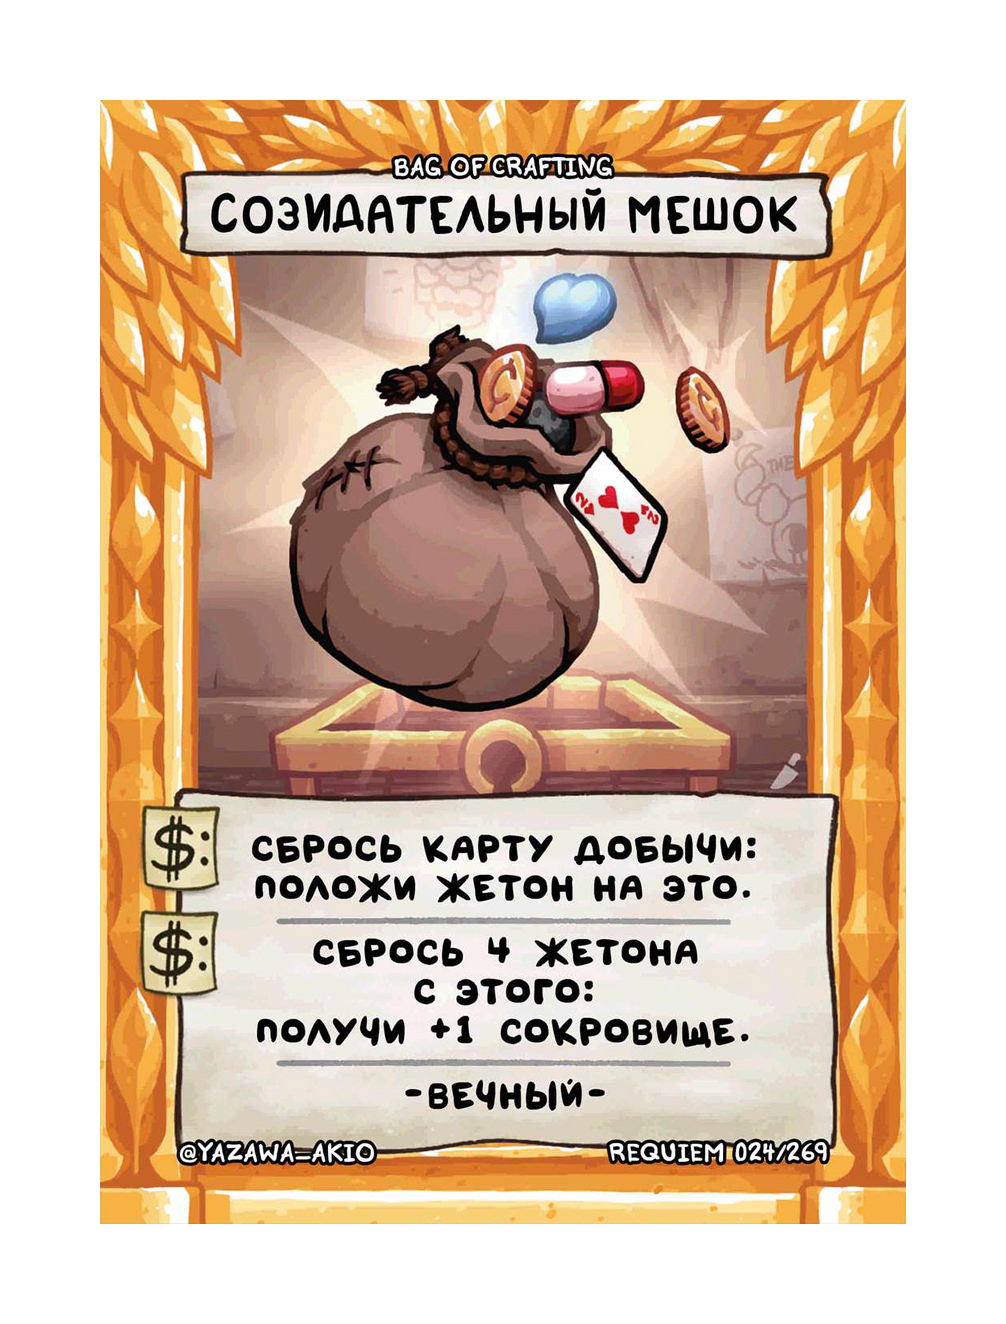 BAG OF CRAFTING
СОЗИДАТЕЛЬНЫЙ МЕШОК
THE
$:
СБРОСЬ КАРТУ ДОБЫЧИ:
ПОЛОЖИ ЖЕТОН НА ЭТО.
$:
СБРОСЬ 4 ЖЕТОНА
С ЭТОГО:
ПОЛУЧИ +1 СОКРОВИЩЕ.
-ВЕЧНЫЙ-
@YAZAWA_AKIO
REQUIEM 024/269